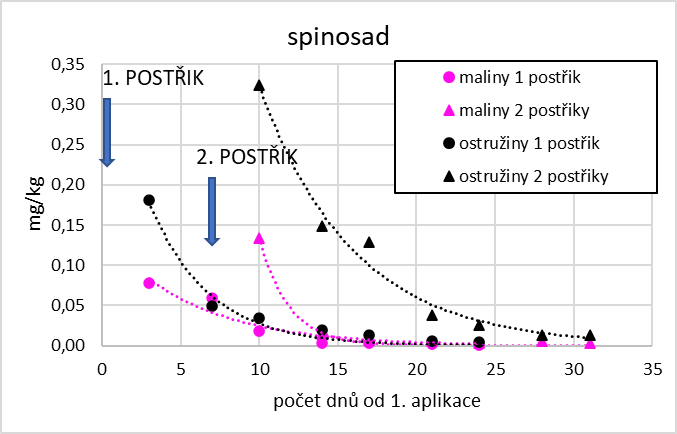 spinosad
0,35
0,30
0,25
0,20
0,15
0,10
0,05
0,00
mg/kg
1. POSTŘIK
2. POSTŘIK
maliny 1 postřik
maliny 2 postřiky
ostružiny 1 postřik
ostružiny 2 postřiky
0 5 10 15 20 25 30 35
počet dnů od 1. aplikace